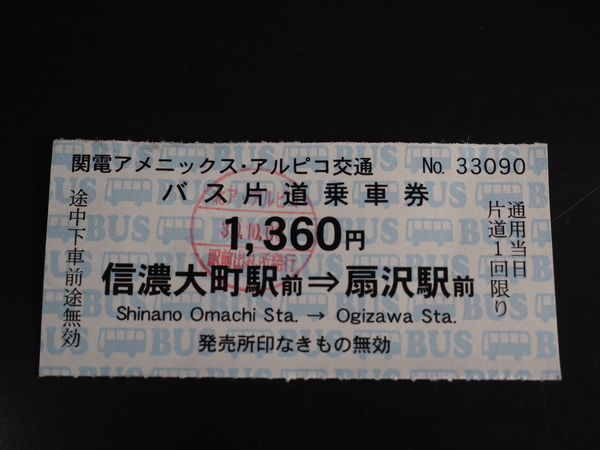 関電アメニックス・アルピコ交通 No. 33090
バス片道乗車券
1,360円
信濃大町駅前⇒扇沢駅前
Shinano Omachi Sta. → Ogizawa Sta.
発売所印なきもの無効
途中下車前途無効
通用当日
片道1回限り
BUS